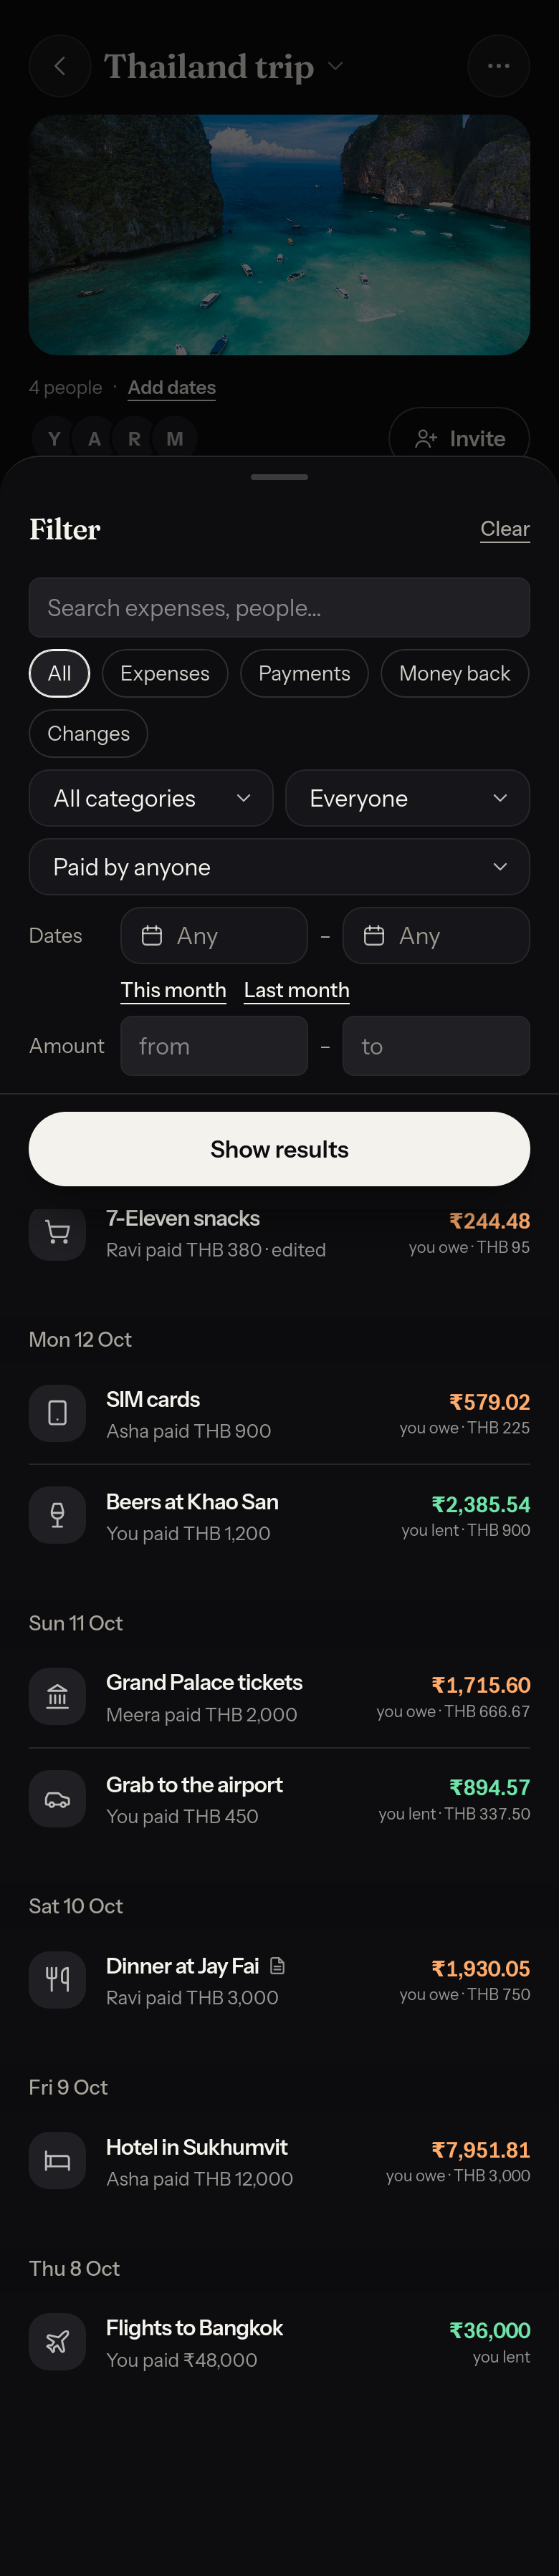 Thailand trip
4 people · Add dates
Y A R M
Invite
Filter
Clear
Search expenses, people...
All
Expenses
Payments
Money back
Changes
All categories
Everyone
Paid by anyone
Dates
Any
–
Any
This month
Last month
Amount
from
–
to
Show results
7-Eleven snacks
₹244.48
Ravi paid THB 380 · edited
you owe · THB 95
Mon 12 Oct
SIM cards
₹579.02
Asha paid THB 900
you owe · THB 225
Beers at Khao San
₹2,385.54
You paid THB 1,200
you lent · THB 900
Sun 11 Oct
Grand Palace tickets
₹1,715.60
Meera paid THB 2,000
you owe · THB 666.67
Grab to the airport
₹894.57
You paid THB 450
you lent · THB 337.50
Sat 10 Oct
Dinner at Jay Fai
₹1,930.05
Ravi paid THB 3,000
you owe · THB 750
Fri 9 Oct
Hotel in Sukhumvit
₹7,951.81
Asha paid THB 12,000
you owe · THB 3,000
Thu 8 Oct
Flights to Bangkok
₹36,000
You paid ₹48,000
you lent